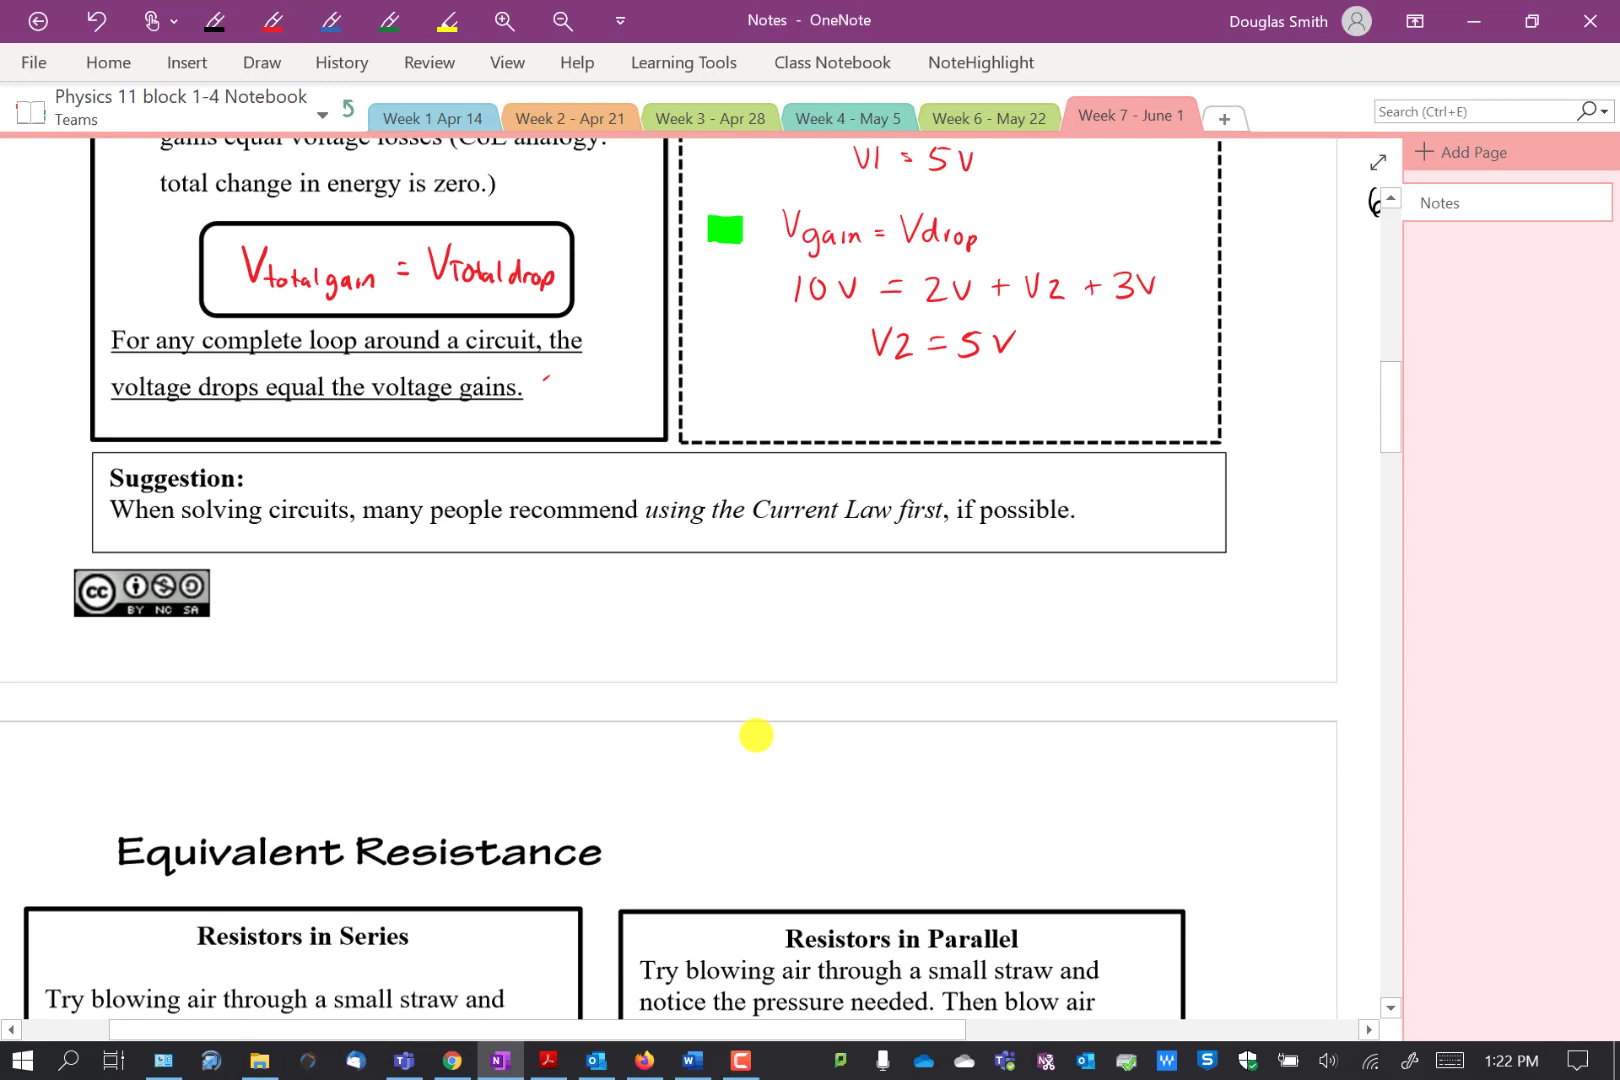 Notes - OneNote
Douglas Smith
File Home Insert Draw History Review View Help Learning Tools Class Notebook NoteHighlight
Physics 11 block 1-4 Notebook
Teams
Week 1 Apr 14
Week 2 - Apr 21
Week 3 - Apr 28
Week 4 - May 5
Week 6 - May 22
Week 7 - June 1
Search (Ctrl+E)
Add Page
Notes
gains equal voltage losses (CoE analogy:
total change in energy is zero.)
Vtotal gain = VTotal drop
For any complete loop around a circuit, the
voltage drops equal the voltage gains.
V1 = 5V
Vgain = Vdrop
10V = 2V + V2 + 3V
V2 = 5V
Suggestion:
When solving circuits, many people recommend using the Current Law first, if possible.
cc
BY NC SA
Equivalent Resistance
Resistors in Series
Try blowing air through a small straw and
Resistors in Parallel
Try blowing air through a small straw and
notice the pressure needed. Then blow air
1:22 PM